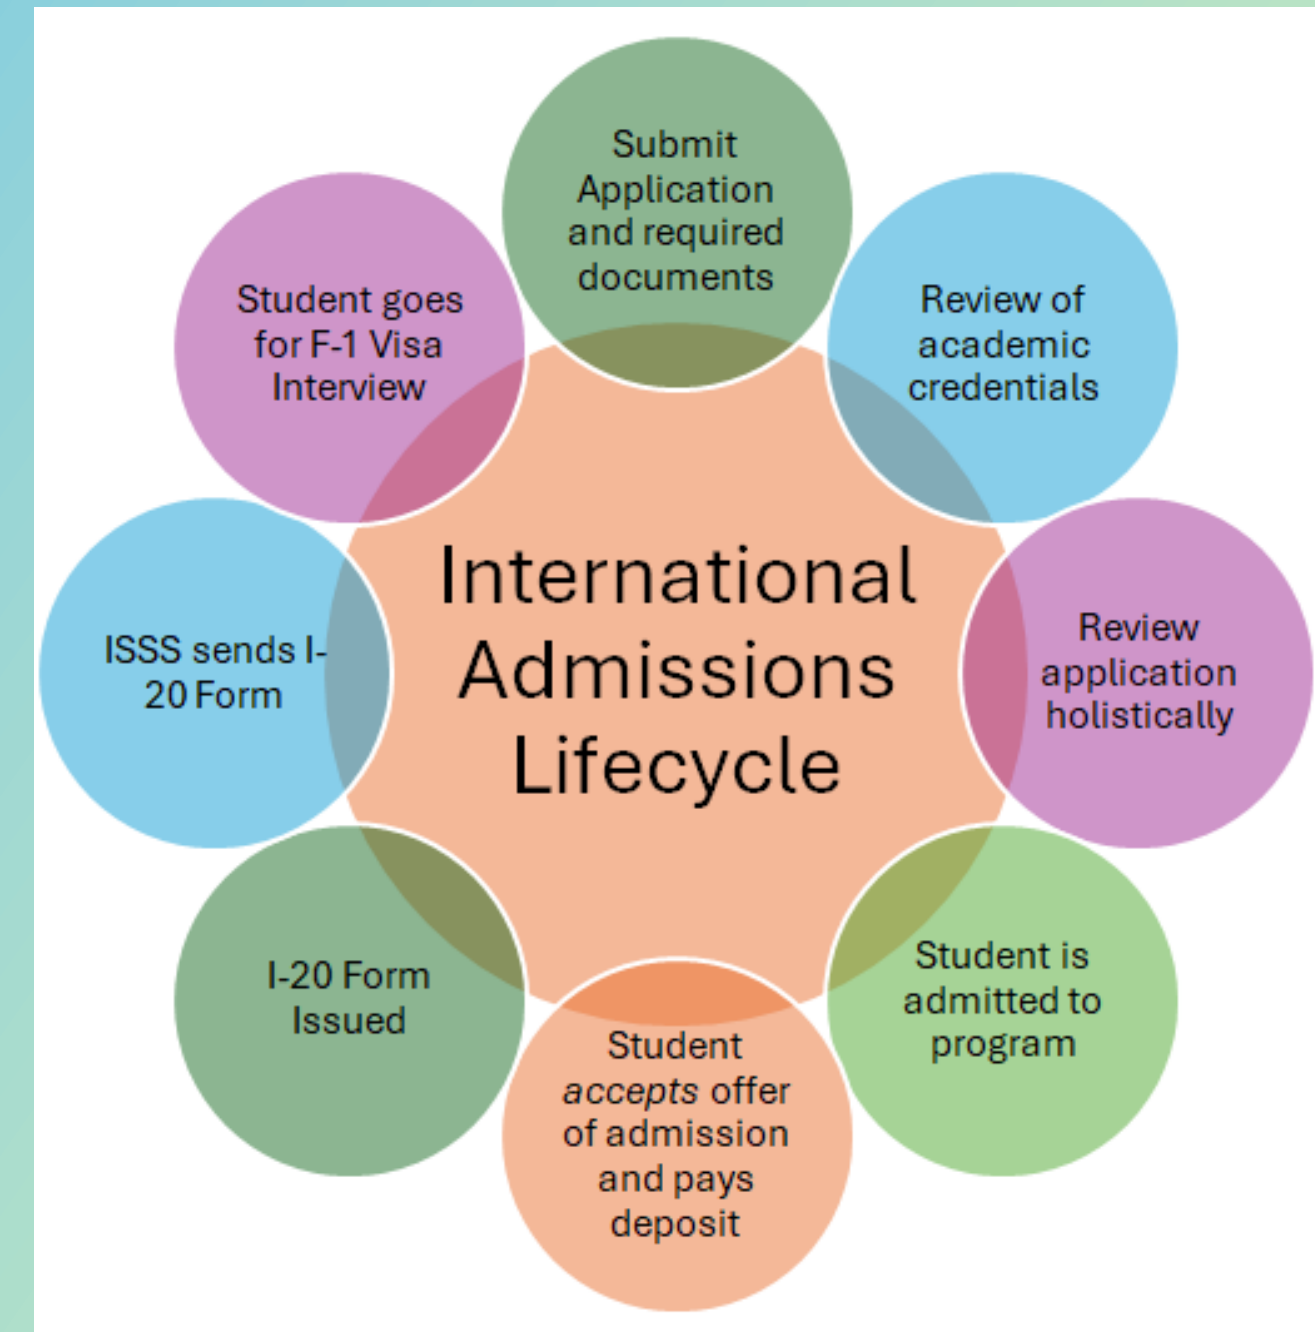 Submit
Application
and required
documents
Review of
academic
credentials
Review
application
holistically
Student is
admitted to
program
Student
accepts offer
of admission
and pays
deposit
I-20 Form
Issued
ISSS sends I-
20 Form
Student goes
for F-1 Visa
Interview
International
Admissions
Lifecycle